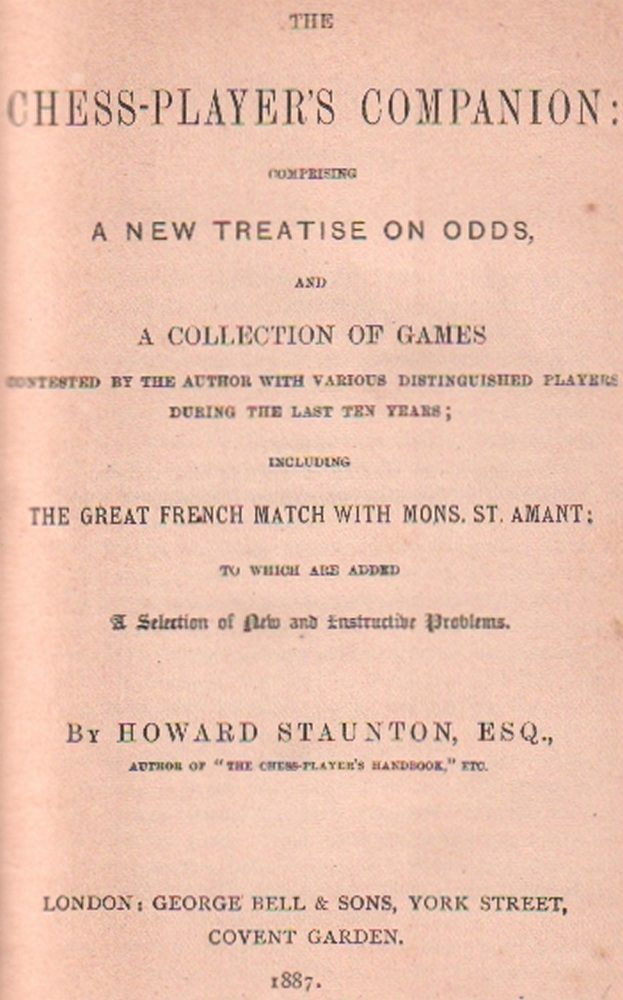 THE
CHESS-PLAYER'S COMPANION:
COMPRISING
A NEW TREATISE ON ODDS,
AND
A COLLECTION OF GAMES
CONTESTED BY THE AUTHOR WITH VARIOUS DISTINGUISHED PLAYERS
DURING THE LAST TEN YEARS;
INCLUDING
THE GREAT FRENCH MATCH WITH MONS. ST. AMANT;
TO WHICH ARE ADDED
A Selection of New and Instructive Problems.
BY HOWARD STAUNTON, ESQ.,
AUTHOR OF "THE CHESS-PLAYER'S HANDBOOK," ETC.
LONDON: GEORGE BELL & SONS, YORK STREET,
COVENT GARDEN.
1887.